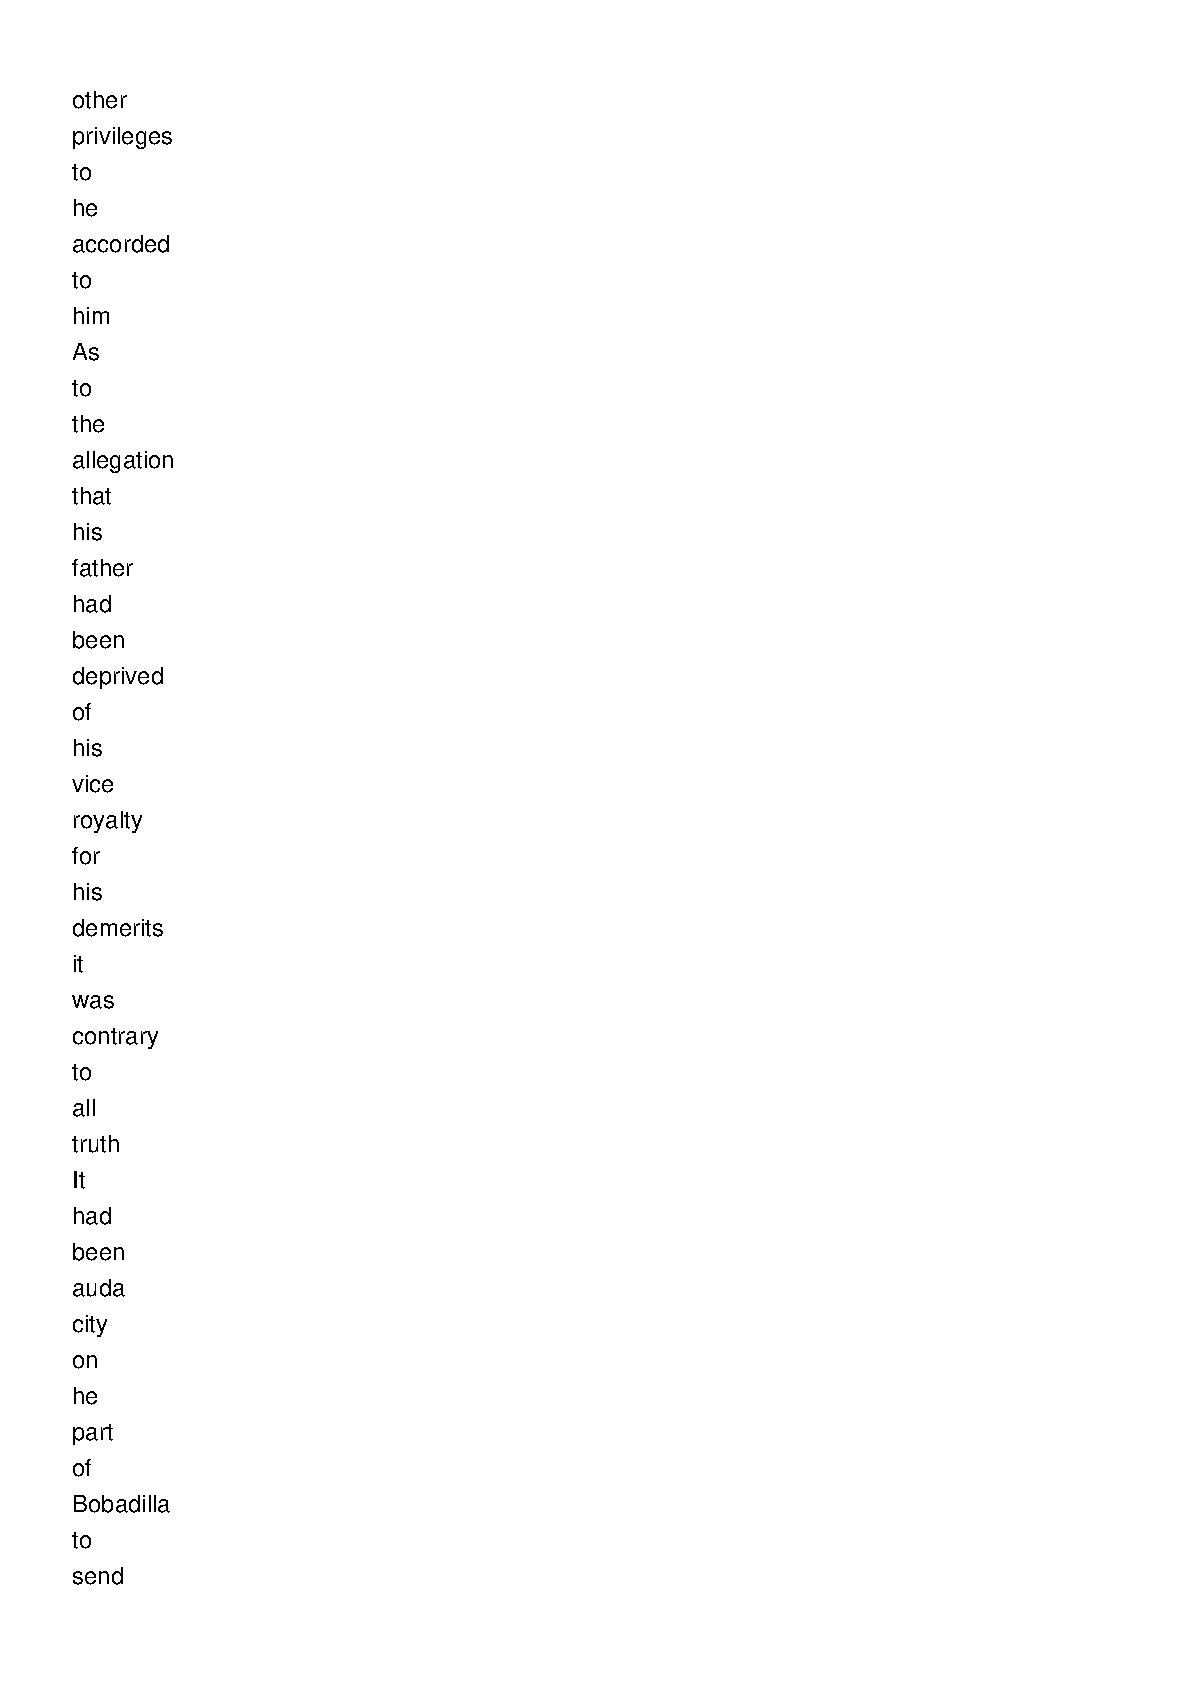 other
privileges
to
he
accorded
to
him
As
to
the
allegation
that
his
father
had
been
deprived
of
his
vice
royalty
for
his
demerits
it
was
contrary
to
all
truth
It
had
been
auda
city
on
he
part
of
Bobadilla
to
send